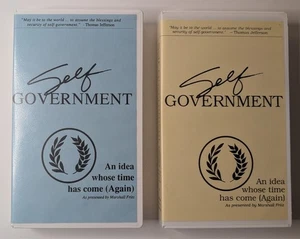 "May it be to the world ... to assume the blessings and
security of self government." - Thomas Jefferson
Self
GOVERNMENT
An idea
whose time
has come (Again)
As presented by Marshall Fritz
"May it be to the world ... to assume the blessings and
security of self government." - Thomas Jefferson
Self
GOVERNMENT
An idea
whose time
has come (Again)
As presented by Marshall Fritz